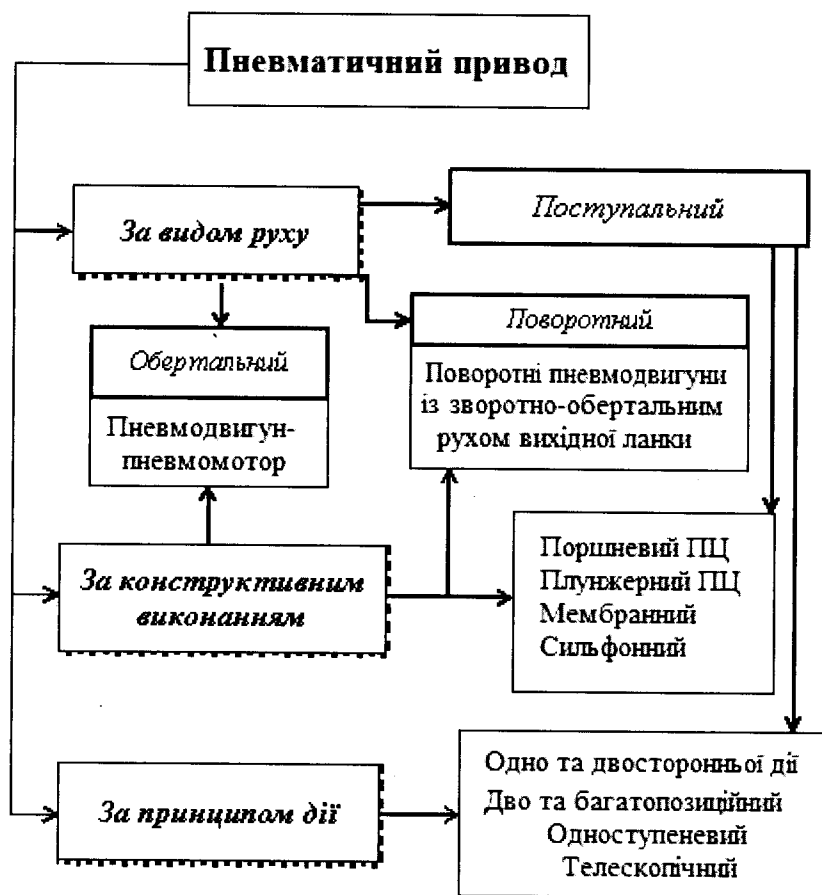 Пневматичний привод
За видом руху
Поступальний
Обертальний
Пневмодвигун-
пневмомотор
Поворотний
Поворотні пневмодвигуни
із зворотно-обертальним
рухом вихідної ланки
За конструктивним
виконанням
Поршневий ПЦ
Плунжерний ПЦ
Мембранний
Сильфонний
За принципом дії
Одно та двосторонньої дії
Дво та багатопозиційний
Одноступеневий
Телескопічний